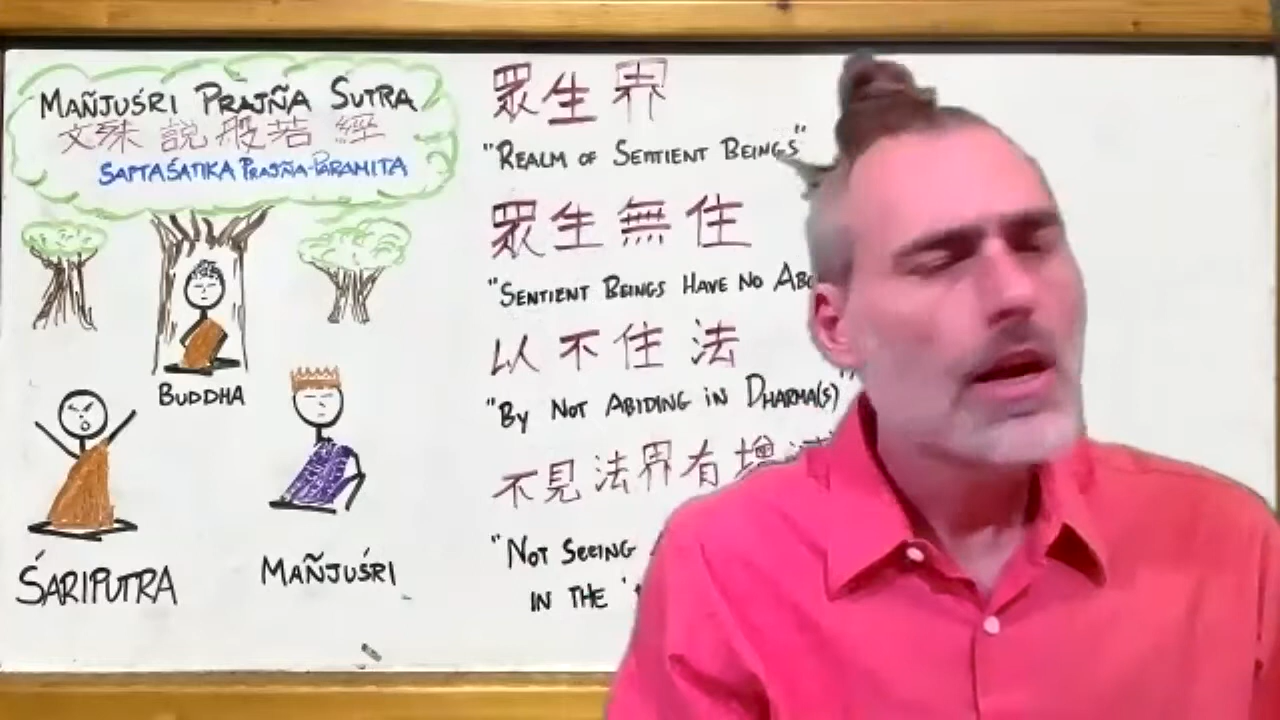 MAÑJUŚRI PRAJÑA SUTRA
文殊說般若經
SAPTAŚATIKA PRAJÑA-PARAMITA
BUDDHA
ŚARIPUTRA
MAÑJUŚRI
眾生界
"REALM OF SENTIENT BEINGS"
眾生無住
"SENTIENT BEINGS HAVE NO
以不住法
"BY NOT ABIDING IN DHARMA(S)"
不見法界有增
"NOT SEEING
IN THE